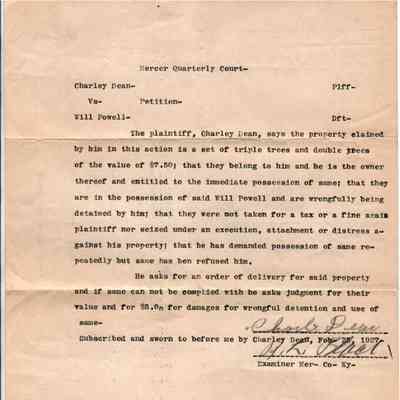 Mercer Quarterly Court-
Charley Dean- Plff-
Vs- Petition-
Will Powell- Dft-
The plaintiff, Charley Dean, says the property claimed
by him in this action is a set of triple trees and double trees
of the value of $7.50; that they belong to him and he is the owner
thereof and entitled to the immediate possession of same; that they
are in the possession of said Will Powell and are wrongfully being
detained by him; that they were not taken for a tax or a fine again
plaintiff nor seized under an execution, attachment or distress a-
gainst his property; that he has demanded possession of same re-
peatedly but same has ben refused him.
He asks for an order of delivery for said property
and if same can not be complied with he asks judgment for their
value and for $5.0 for damages for wrongful detention and use of
same-
Charley Dean
Subscribed and sworn to before me by Charley Dean, Feb. 1927
Examiner Mer- Co- Ky-